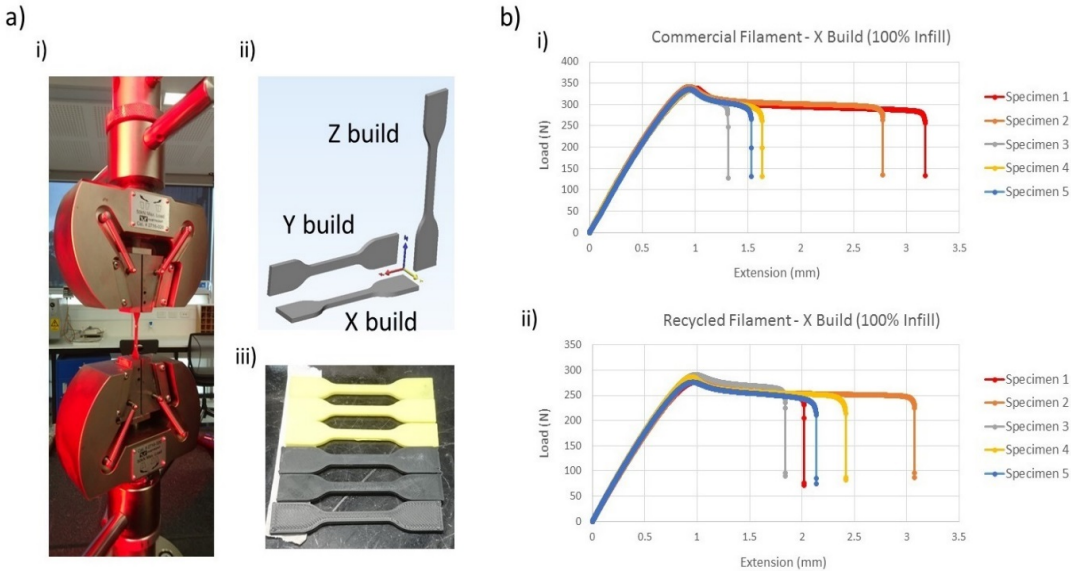 a)
i)
ii)
Z build
Y build
X build
iii)
b)
i)
Commercial Filament - X Build (100% Infill)
Load (N)
400
350
300
250
200
150
100
50
0
0
0.5
1
1.5
2
2.5
3
3.5
Extension (mm)
Specimen 1
Specimen 2
Specimen 3
Specimen 4
Specimen 5
ii)
Recycled Filament - X Build (100% Infill)
Load (N)
350
300
250
200
150
100
50
0
0
0.5
1
1.5
2
2.5
3
3.5
Extension (mm)
Specimen 1
Specimen 2
Specimen 3
Specimen 4
Specimen 5